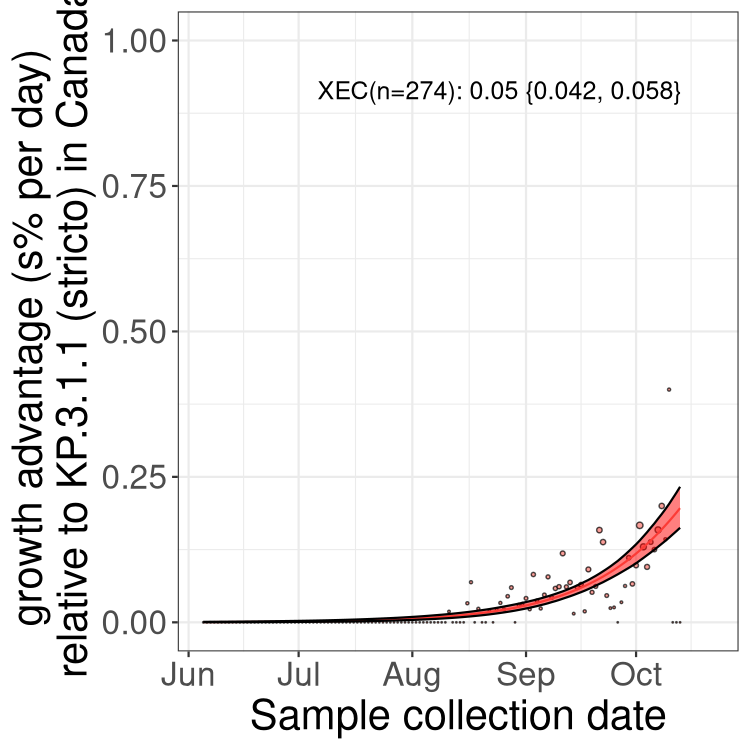 growth advantage (s% per day)
relative to KP.3.1.1 (stricto) in Canada
1.00
0.75
0.50
0.25
0.00
XEC(n=274): 0.05 {0.042, 0.058}
Jun Jul Aug Sep Oct
Sample collection date